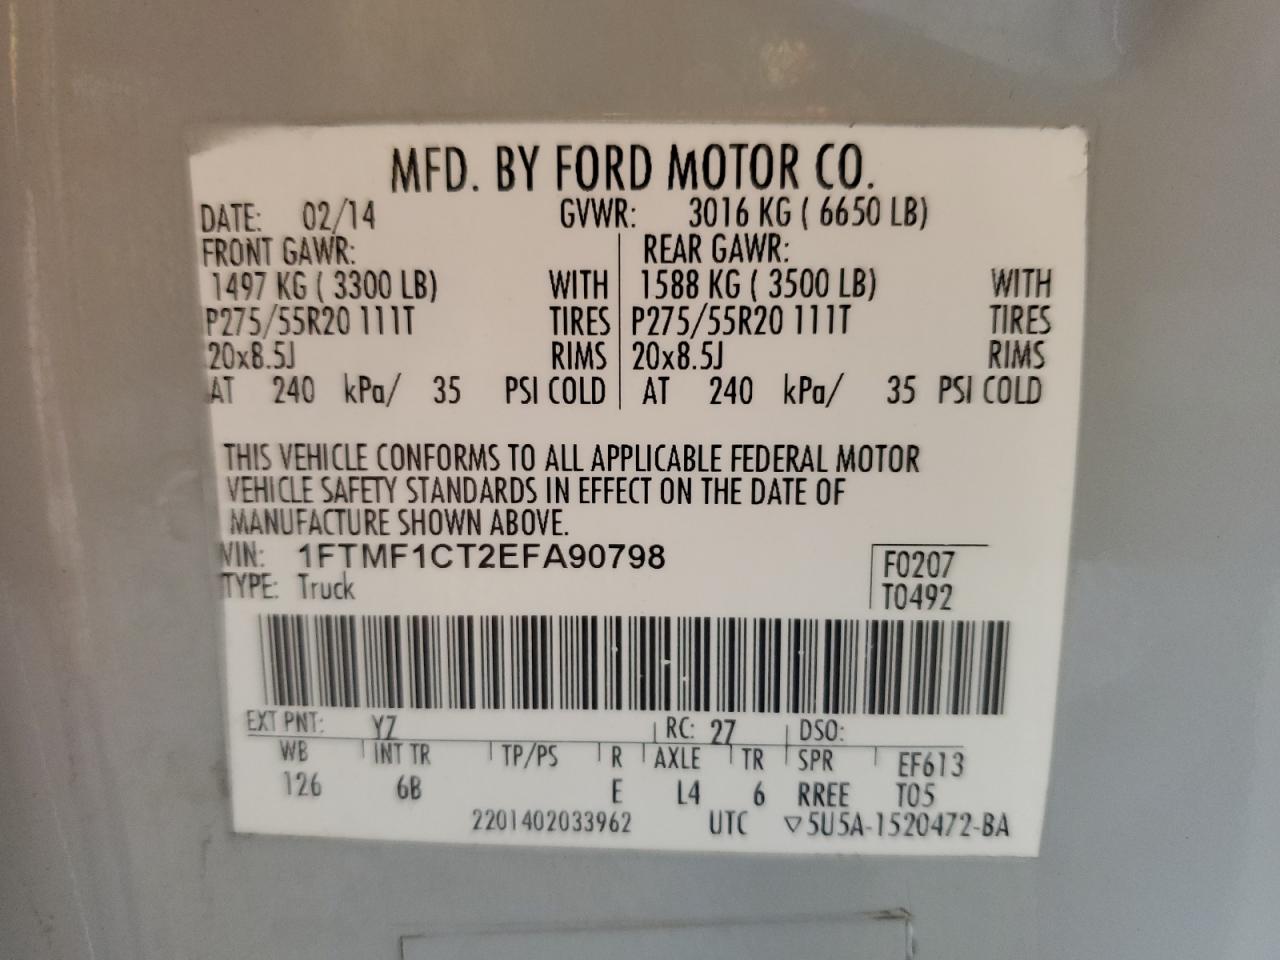 MFD. BY FORD MOTOR CO.
DATE: 02/14 GVWR: 3016 KG ( 6650 LB)
FRONT GAWR: REAR GAWR:
1497 KG ( 3300 LB) WITH 1588 KG ( 3500 LB) WITH
P275/55R20 111T TIRES P275/55R20 111T TIRES
20x8.5J RIMS 20x8.5J RIMS
AT 240 kPa/ 35 PSI COLD AT 240 kPa/ 35 PSI COLD
THIS VEHICLE CONFORMS TO ALL APPLICABLE FEDERAL MOTOR
VEHICLE SAFETY STANDARDS IN EFFECT ON THE DATE OF
MANUFACTURE SHOWN ABOVE.
VIN: 1FTMF1CT2EFA90798 F0207
TYPE: Truck T0492
EXT PNT: YZ RC: 27 DSO:
WB INT TR TP/PS R AXLE TR SPR EF613
126 6B E L4 6 RREE T05
2201402033962 UTC ▽5U5A-1520472-BA